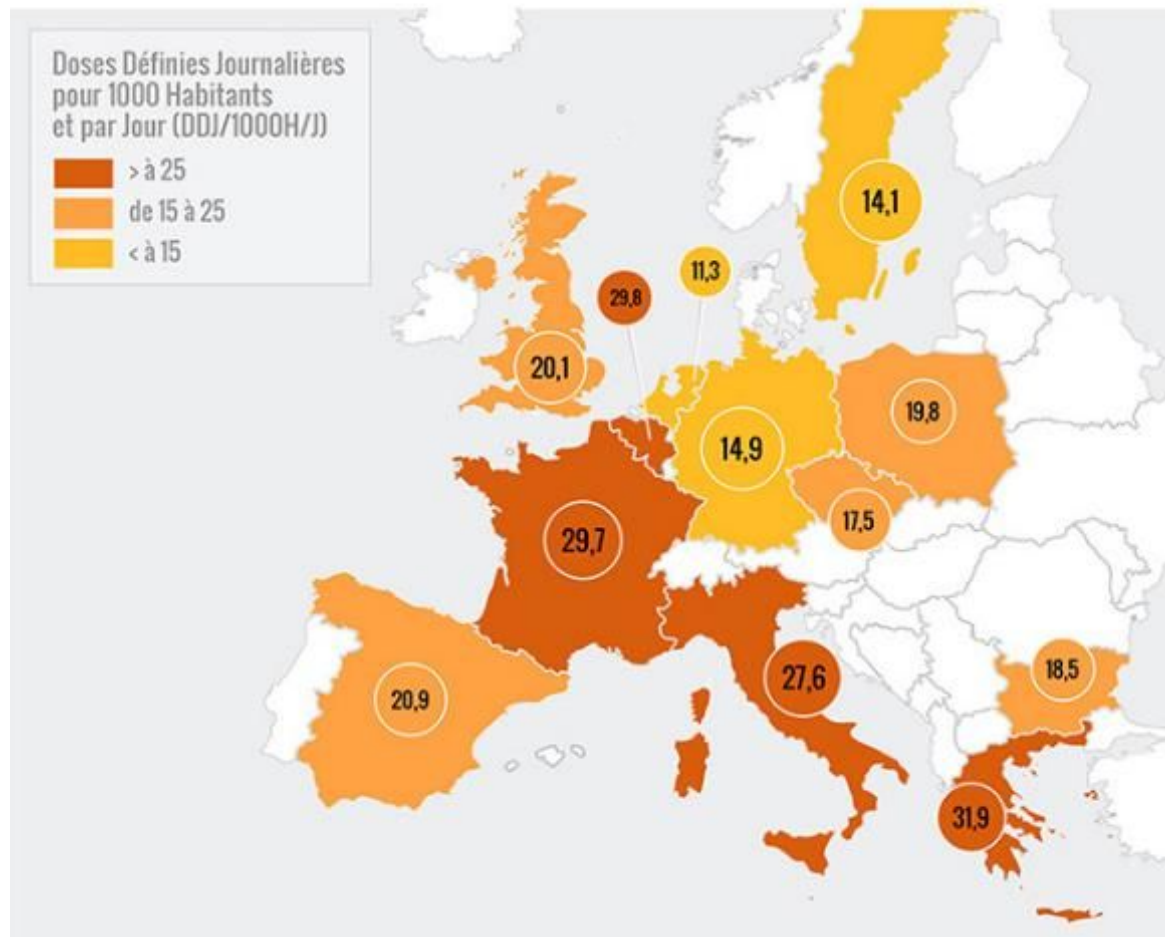 Doses Définies Journalières
pour 1000 Habitants
et par Jour (DDJ/1000H/J)
> à 25
de 15 à 25
< à 15
14,1
11,3
29,8
20,1
19,8
14,9
17,5
29,7
27,6
18,5
20,9
31,9